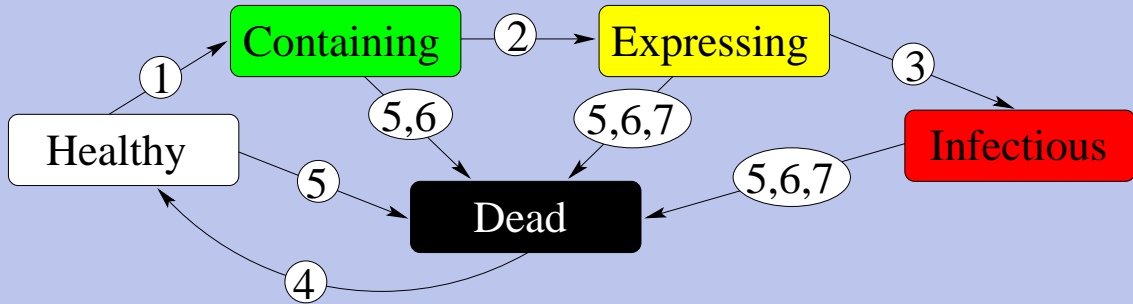 Containing
2
Expressing
1
3
5,6
5,6,7
Healthy
Infectious
5
5,6,7
Dead
4